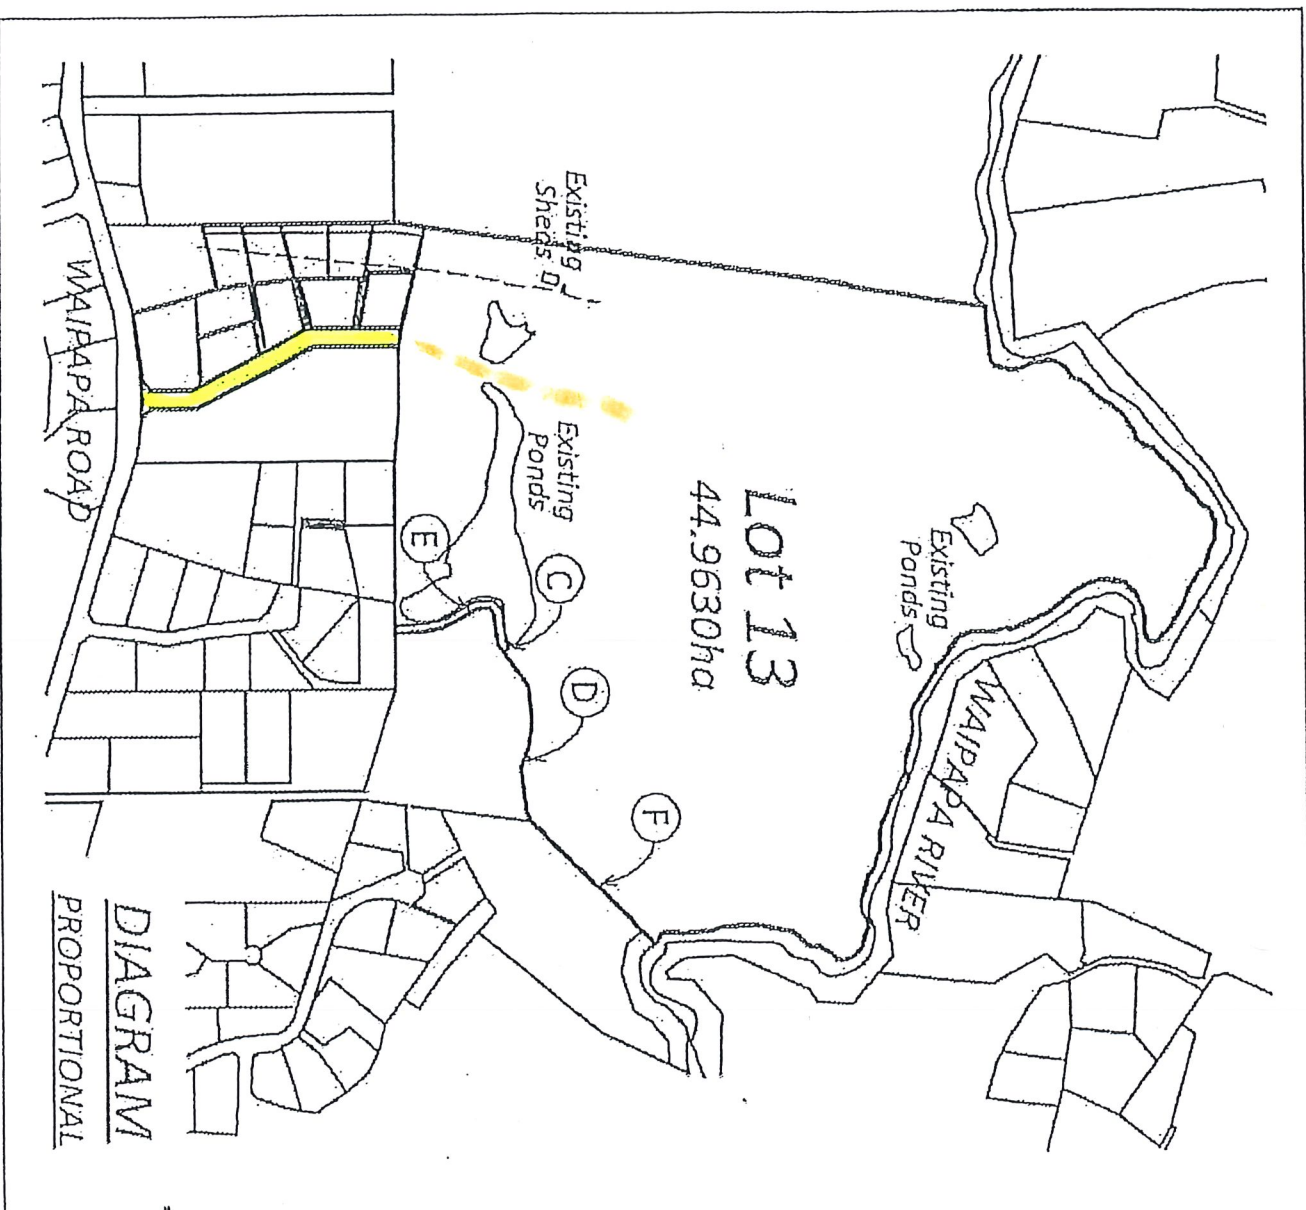 Existing
Sheds
WAIPAPA ROAD
Existing
Ponds
Lot 13
44.9630ha
Existing
Ponds
E
C
D
F
WAIPAPA RIVER
DIAGRAM
PROPORTIONAL